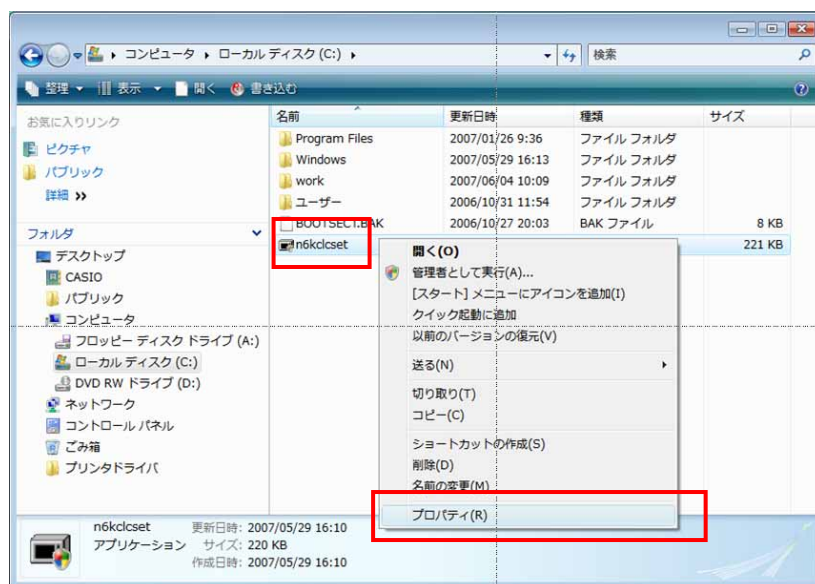 コンピュータ ▸ ローカル ディスク (C:) ▸
検索
整理 表示 開く 書き込む
お気に入りリンク
ピクチャ
パブリック
詳細 >>
フォルダ
デスクトップ
CASIO
パブリック
コンピュータ
フロッピー ディスク ドライブ (A:)
ローカル ディスク (C:)
DVD RW ドライブ (D:)
ネットワーク
コントロール パネル
ごみ箱
プリンタドライバ
名前 更新日時 種類 サイズ
Program Files 2007/01/26 9:36 ファイル フォルダ
Windows 2007/05/29 16:13 ファイル フォルダ
work 2007/06/04 10:09 ファイル フォルダ
ユーザー 2006/10/31 11:54 ファイル フォルダ
BOOTSECT.BAK 2006/10/27 20:03 BAK ファイル 8 KB
n6kclcset 221 KB
開く(O)
管理者として実行(A)...
[スタート] メニューにアイコンを追加(I)
クイック起動に追加
以前のバージョンの復元(V)
送る(N)
切り取り(T)
コピー(C)
ショートカットの作成(S)
削除(D)
名前の変更(M)
プロパティ(R)
n6kclcset 更新日時: 2007/05/29 16:10
アプリケーション サイズ: 220 KB
作成日時: 2007/05/29 16:10